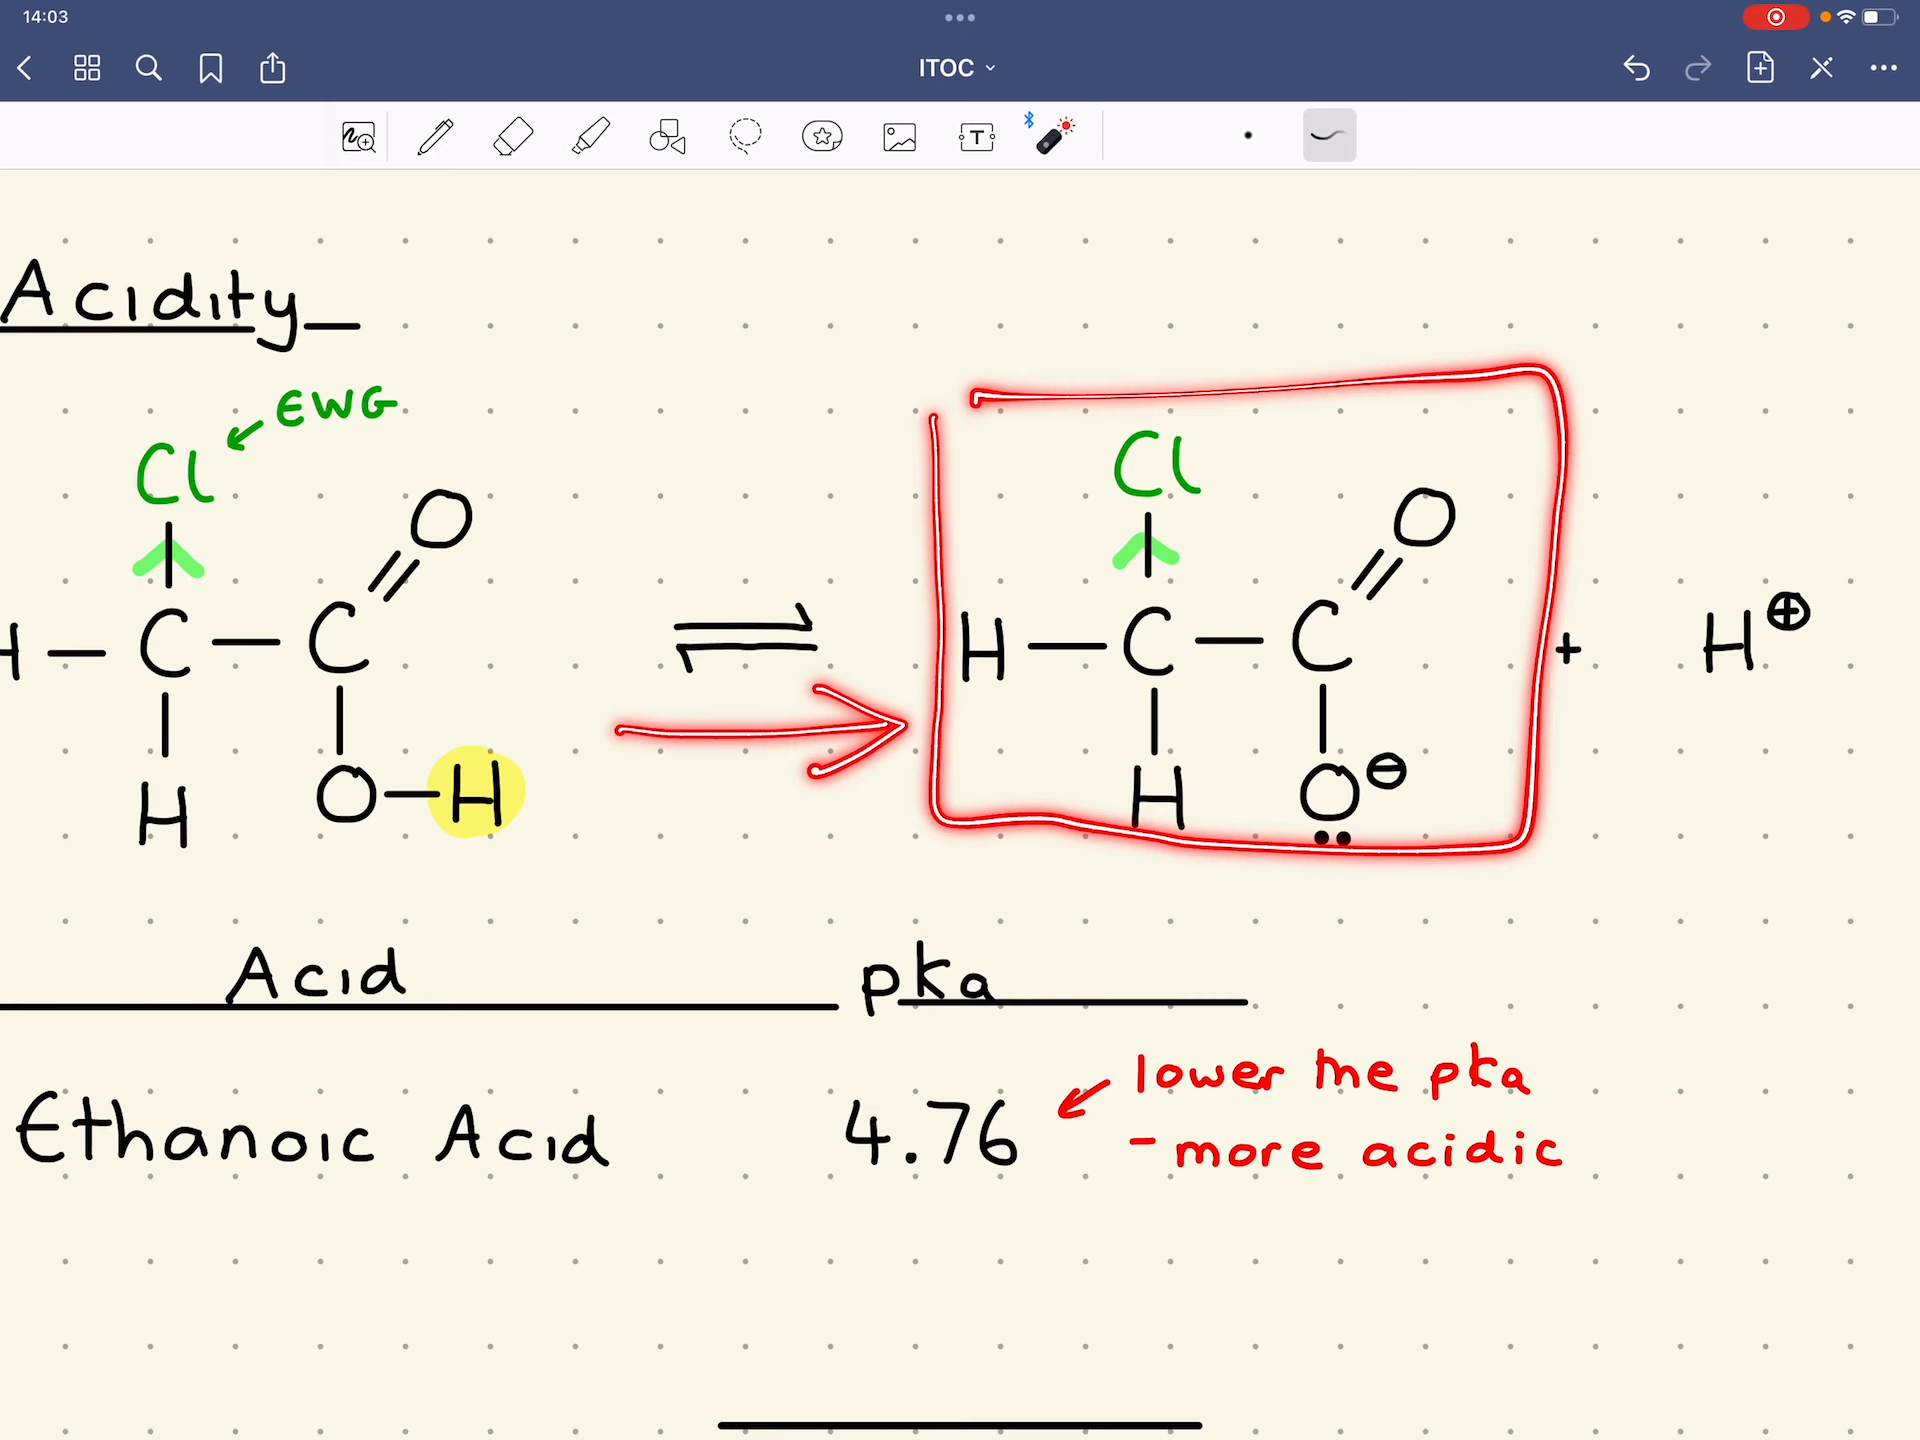 14:03
ITOC
T
Acidity
EWG
Cl
Cl
O
O
H — C — C ⇌ H — C — C + H⊕
H O — H H O⊖
Acid pka
Ethanoic Acid 4.76
lower the pka
- more acidic